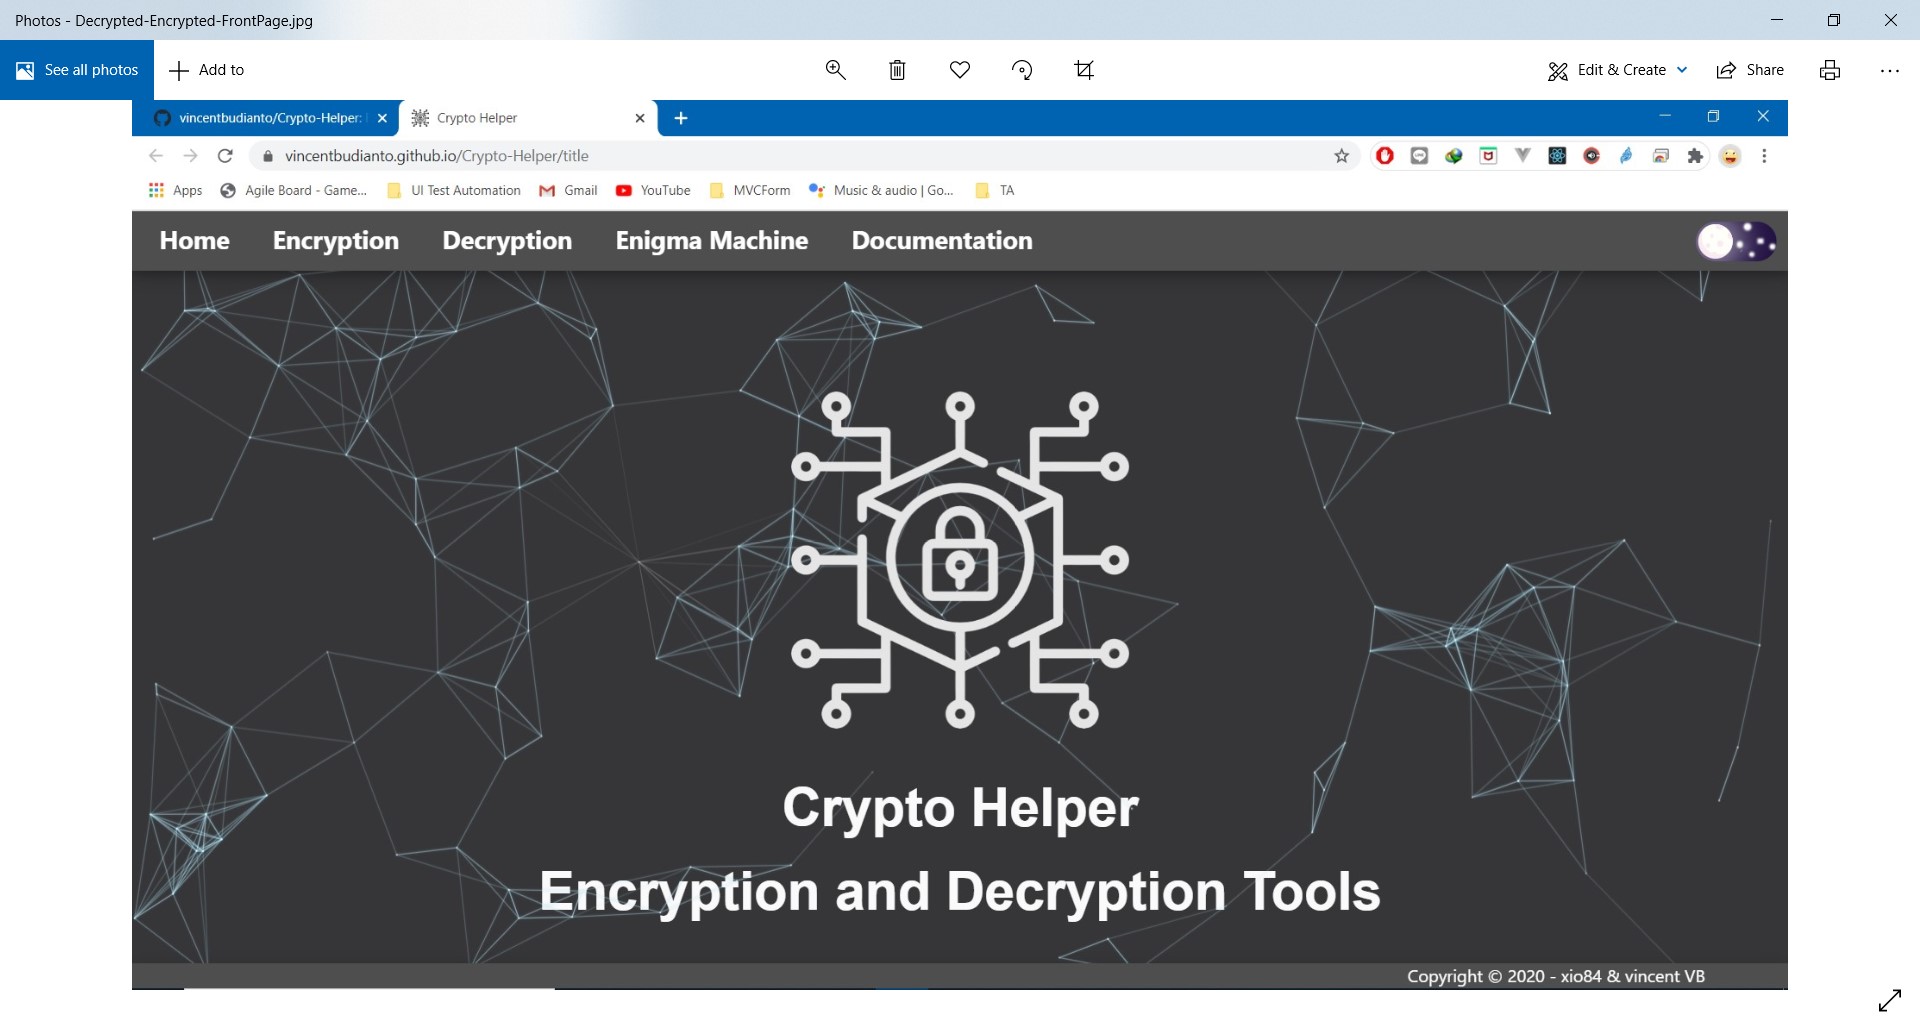 Photos - Decrypted-Encrypted-FrontPage.jpg
See all photos
Add to
Edit & Create
Share
vincentbudianto/Crypto-Helper:
Crypto Helper
vincentbudianto.github.io/Crypto-Helper/title
Apps Agile Board - Game... UI Test Automation Gmail YouTube MVCForm Music & audio | Go... TA
Home Encryption Decryption Enigma Machine Documentation
Crypto Helper
Encryption and Decryption Tools
Copyright © 2020 - xio84 & vincent VB